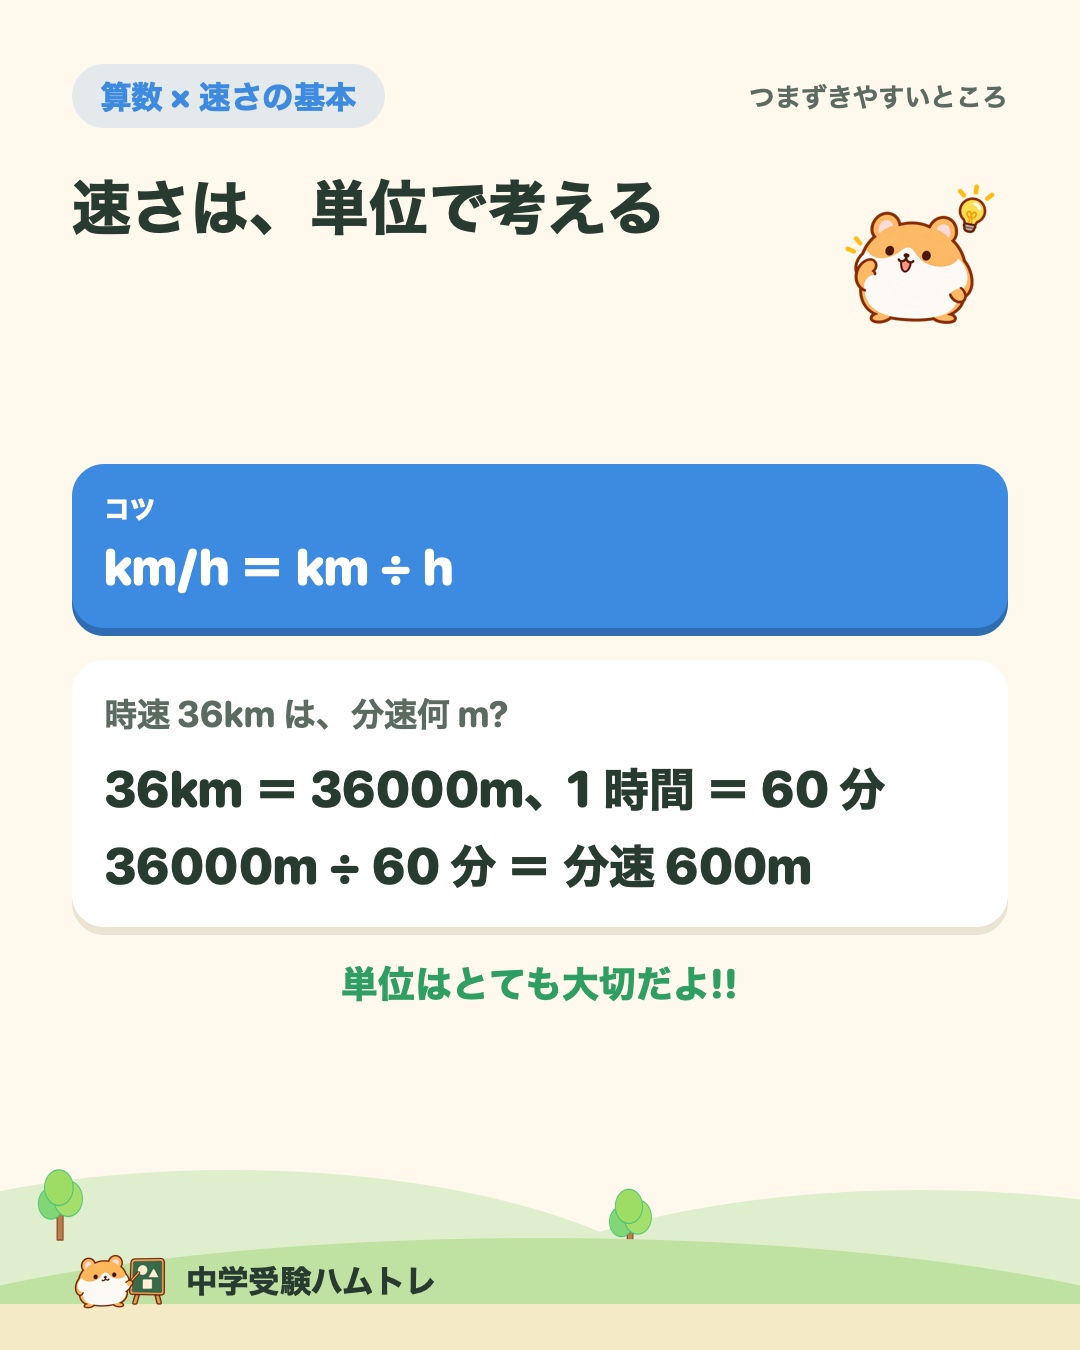 算数 × 速さの基本
つまずきやすいところ
速さは、単位で考える
コツ
km/h = km ÷ h
時速 36km は、分速何 m?
36km = 36000m、1 時間 = 60 分
36000m ÷ 60 分 = 分速 600m
単位はとても大切だよ!!
中学受験ハムトレ